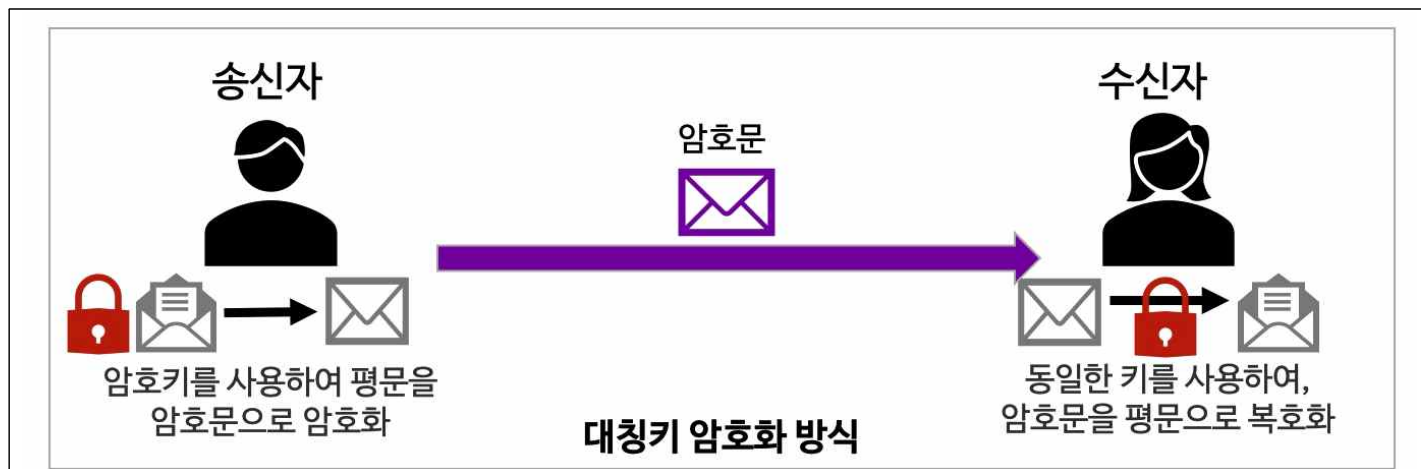 송신자
수신자
암호문
암호키를 사용하여 평문을
암호문으로 암호화
동일한 키를 사용하여,
암호문을 평문으로 복호화
대칭키 암호화 방식